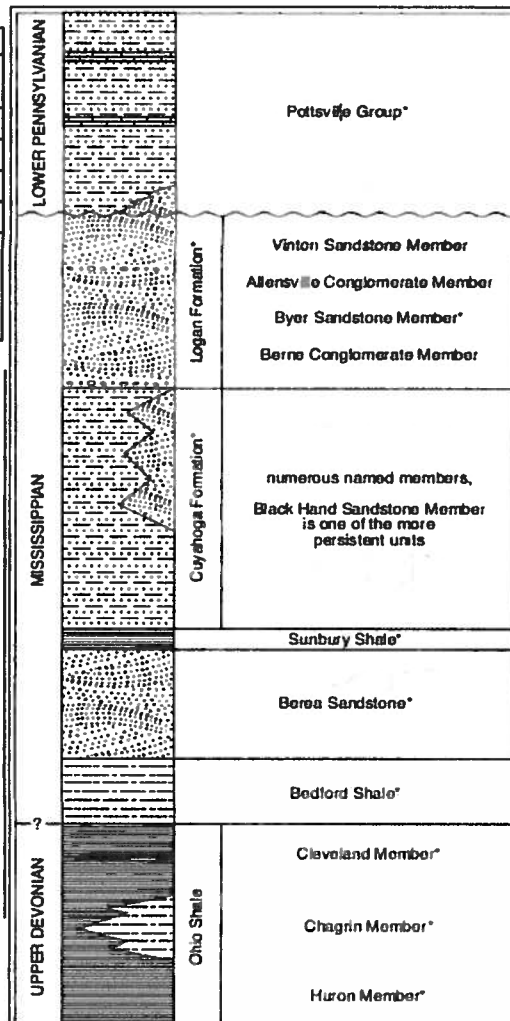 LOWER PENNSYLVANIAN
Pottsville Group*
MISSISSIPPIAN
Logan Formation*
Vinton Sandstone Member
Allensville Conglomerate Member
Byer Sandstone Member*
Berne Conglomerate Member
Cuyahoga Formation*
numerous named members,
Black Hand Sandstone Member
is one of the more
persistent units
Sunbury Shale*
Berea Sandstone*
Bedford Shale*
?
UPPER DEVONIAN
Ohio Shale
Cleveland Member*
Chagrin Member*
Huron Member*